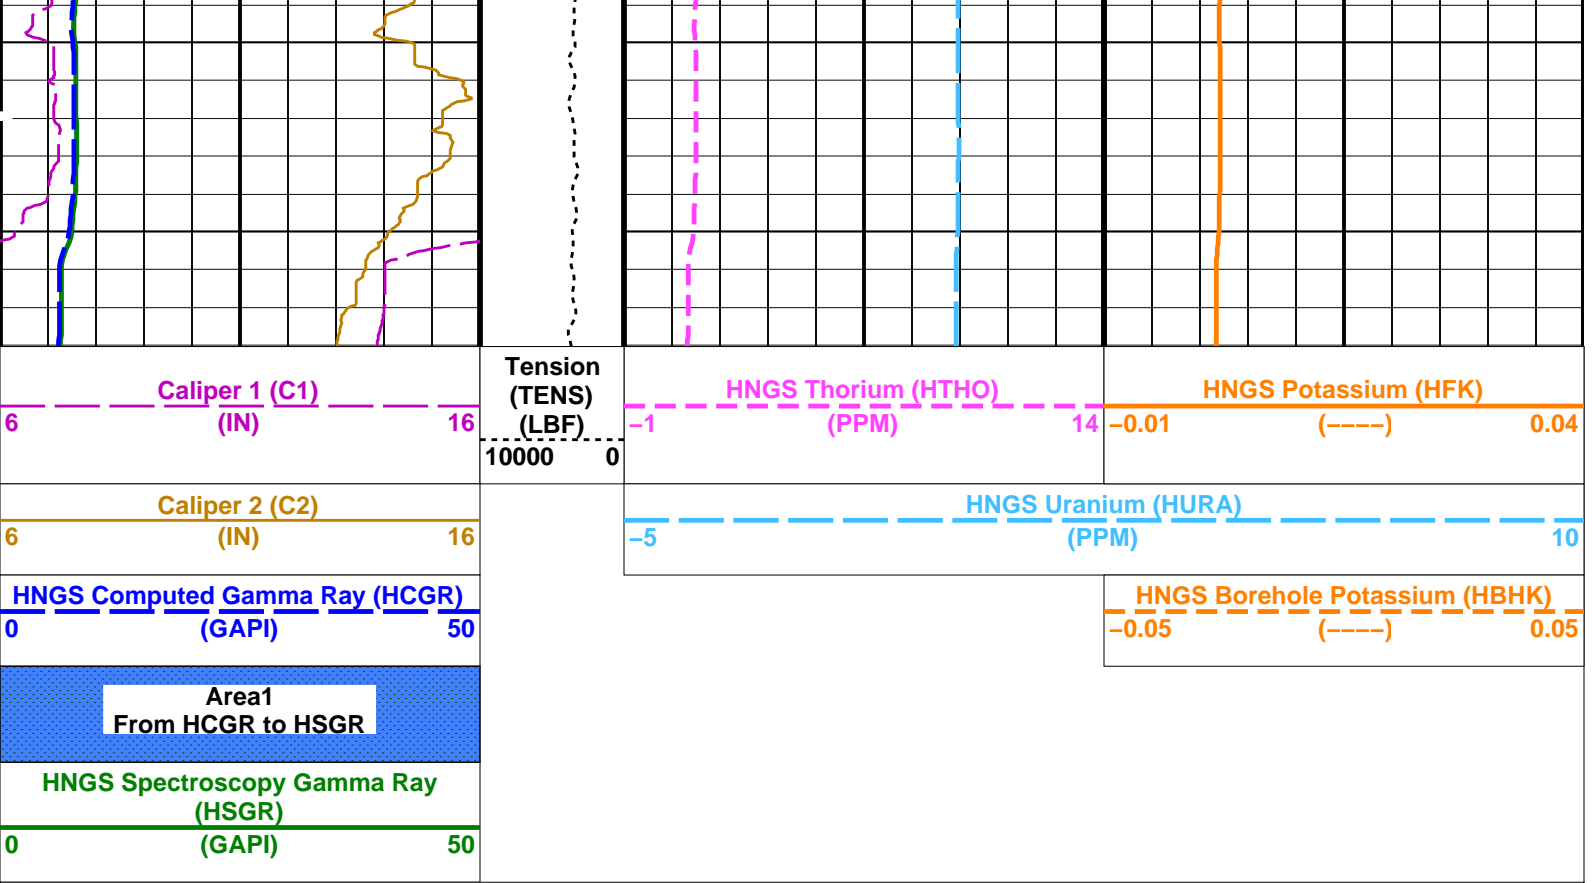 Caliper 1 (C1)
6 (IN) 16
Tension
(TENS)
(LBF)
10000 0
HNGS Thorium (HTHO)
−1 (PPM) 14
HNGS Potassium (HFK)
−0.01 (−−−−) 0.04
Caliper 2 (C2)
6 (IN) 16
HNGS Uranium (HURA)
−5 (PPM) 10
HNGS Computed Gamma Ray (HCGR)
0 (GAPI) 50
HNGS Borehole Potassium (HBHK)
−0.05 (−−−−) 0.05
Area1
From HCGR to HSGR
HNGS Spectroscopy Gamma Ray
(HSGR)
0 (GAPI) 50